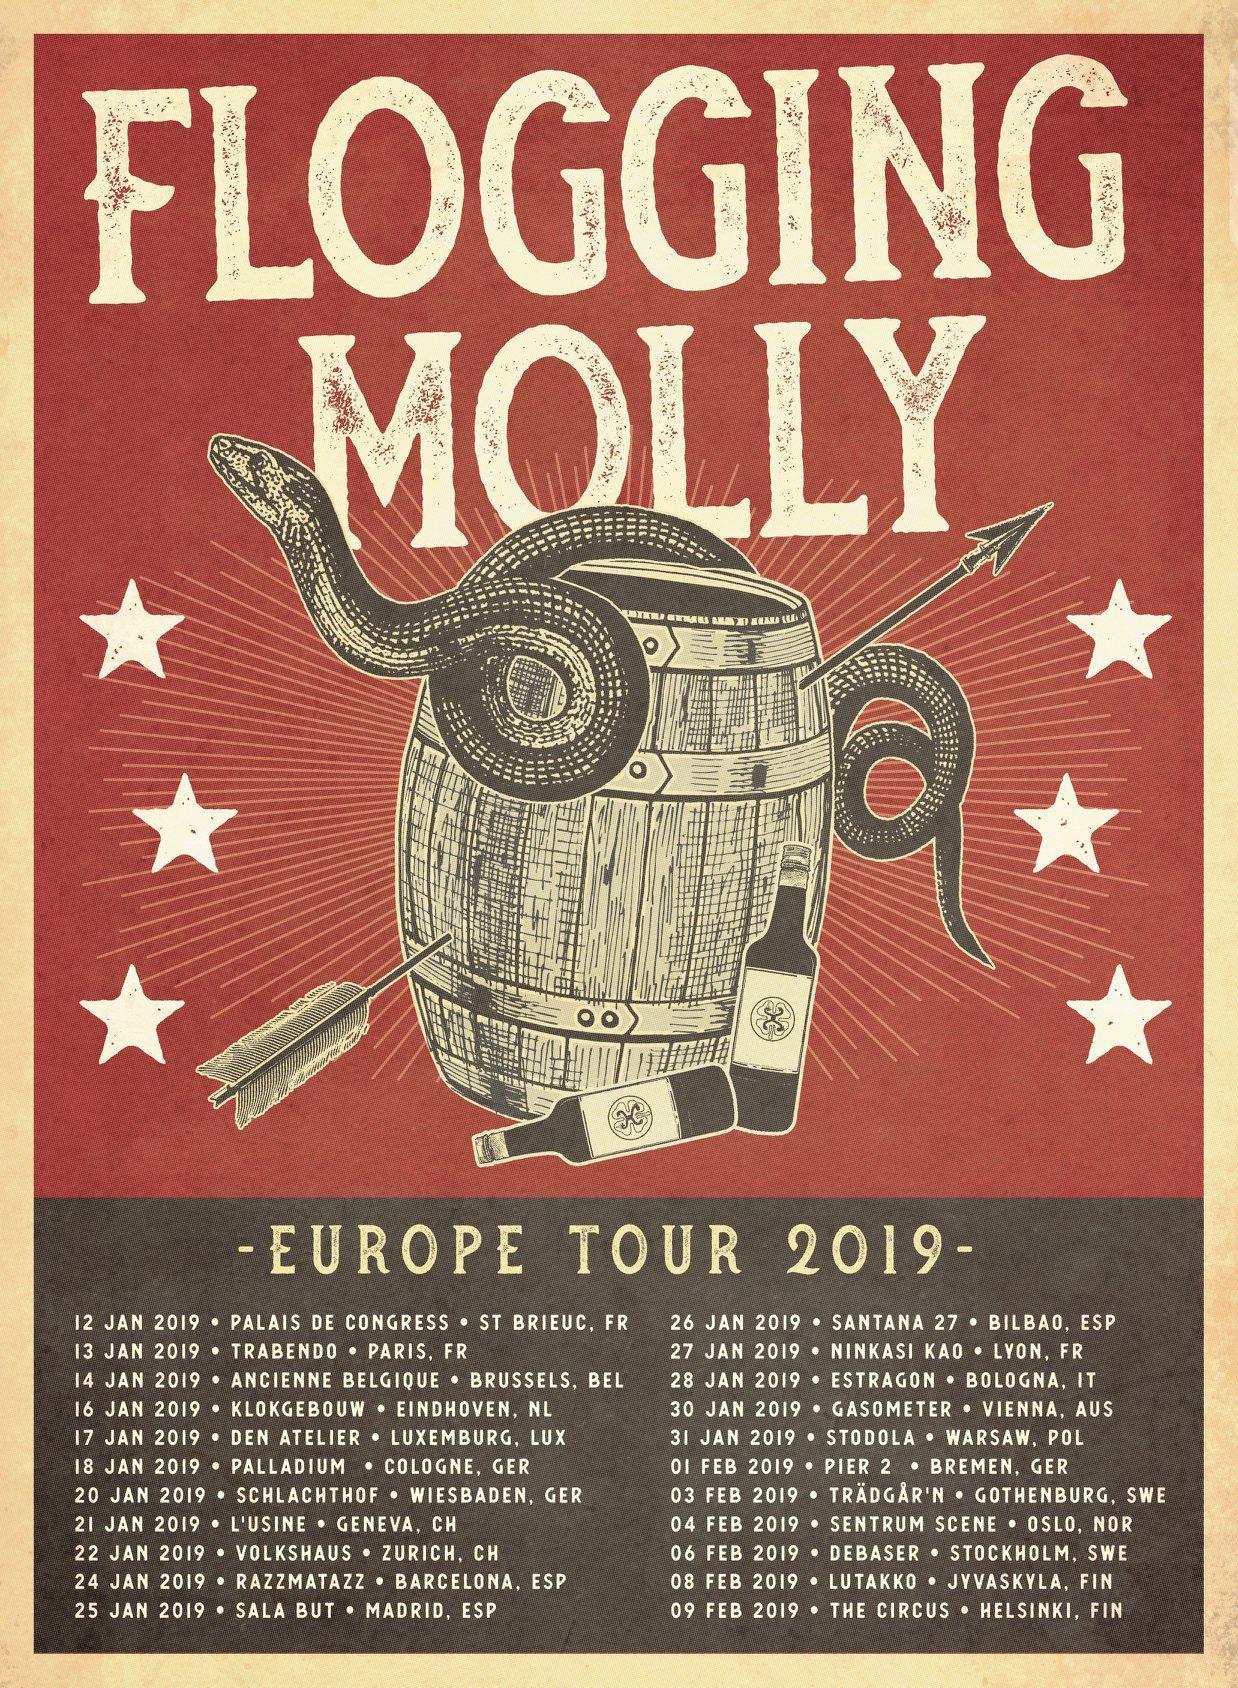 FLOGGING
MOLLY
-EUROPE TOUR 2019-
12 JAN 2019 • PALAIS DE CONGRESS • ST BRIEUC, FR
13 JAN 2019 • TRABENDO • PARIS, FR
14 JAN 2019 • ANCIENNE BELGIQUE • BRUSSELS, BEL
16 JAN 2019 • KLOKGEBOUW • EINDHOVEN, NL
17 JAN 2019 • DEN ATELIER • LUXEMBURG, LUX
18 JAN 2019 • PALLADIUM • COLOGNE, GER
20 JAN 2019 • SCHLACHTHOF • WIESBADEN, GER
21 JAN 2019 • L'USINE • GENEVA, CH
22 JAN 2019 • VOLKSHAUS • ZURICH, CH
24 JAN 2019 • RAZZMATAZZ • BARCELONA, ESP
25 JAN 2019 • SALA BUT • MADRID, ESP
26 JAN 2019 • SANTANA 27 • BILBAO, ESP
27 JAN 2019 • NINKASI KAO • LYON, FR
28 JAN 2019 • ESTRAGON • BOLOGNA, IT
30 JAN 2019 • GASOMETER • VIENNA, AUS
31 JAN 2019 • STODOLA • WARSAW, POL
01 FEB 2019 • PIER 2 • BREMEN, GER
03 FEB 2019 • TRÄDGÅR'N • GOTHENBURG, SWE
04 FEB 2019 • SENTRUM SCENE • OSLO, NOR
06 FEB 2019 • DEBASER • STOCKHOLM, SWE
08 FEB 2019 • LUTAKKO • JYVASKYLA, FIN
09 FEB 2019 • THE CIRCUS • HELSINKI, FIN